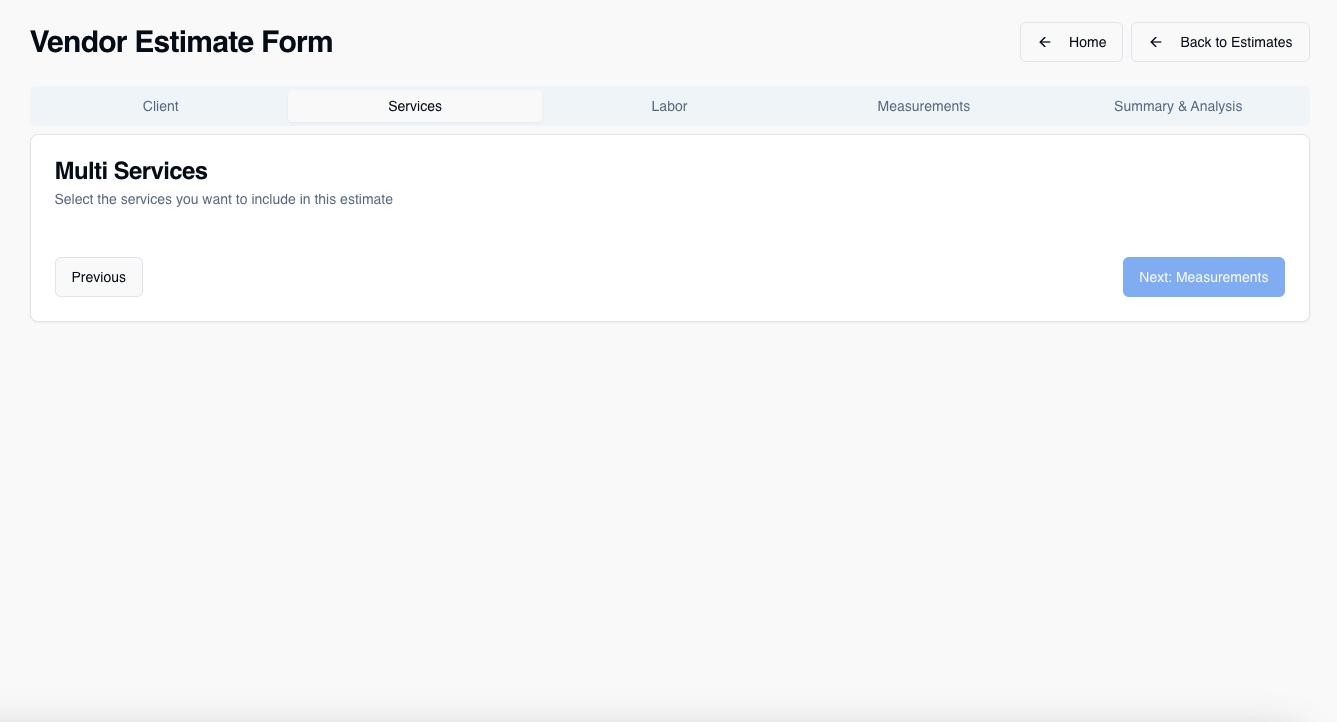 Vendor Estimate Form
Home
Back to Estimates
Client
Services
Labor
Measurements
Summary & Analysis
Multi Services
Select the services you want to include in this estimate
Previous
Next: Measurements